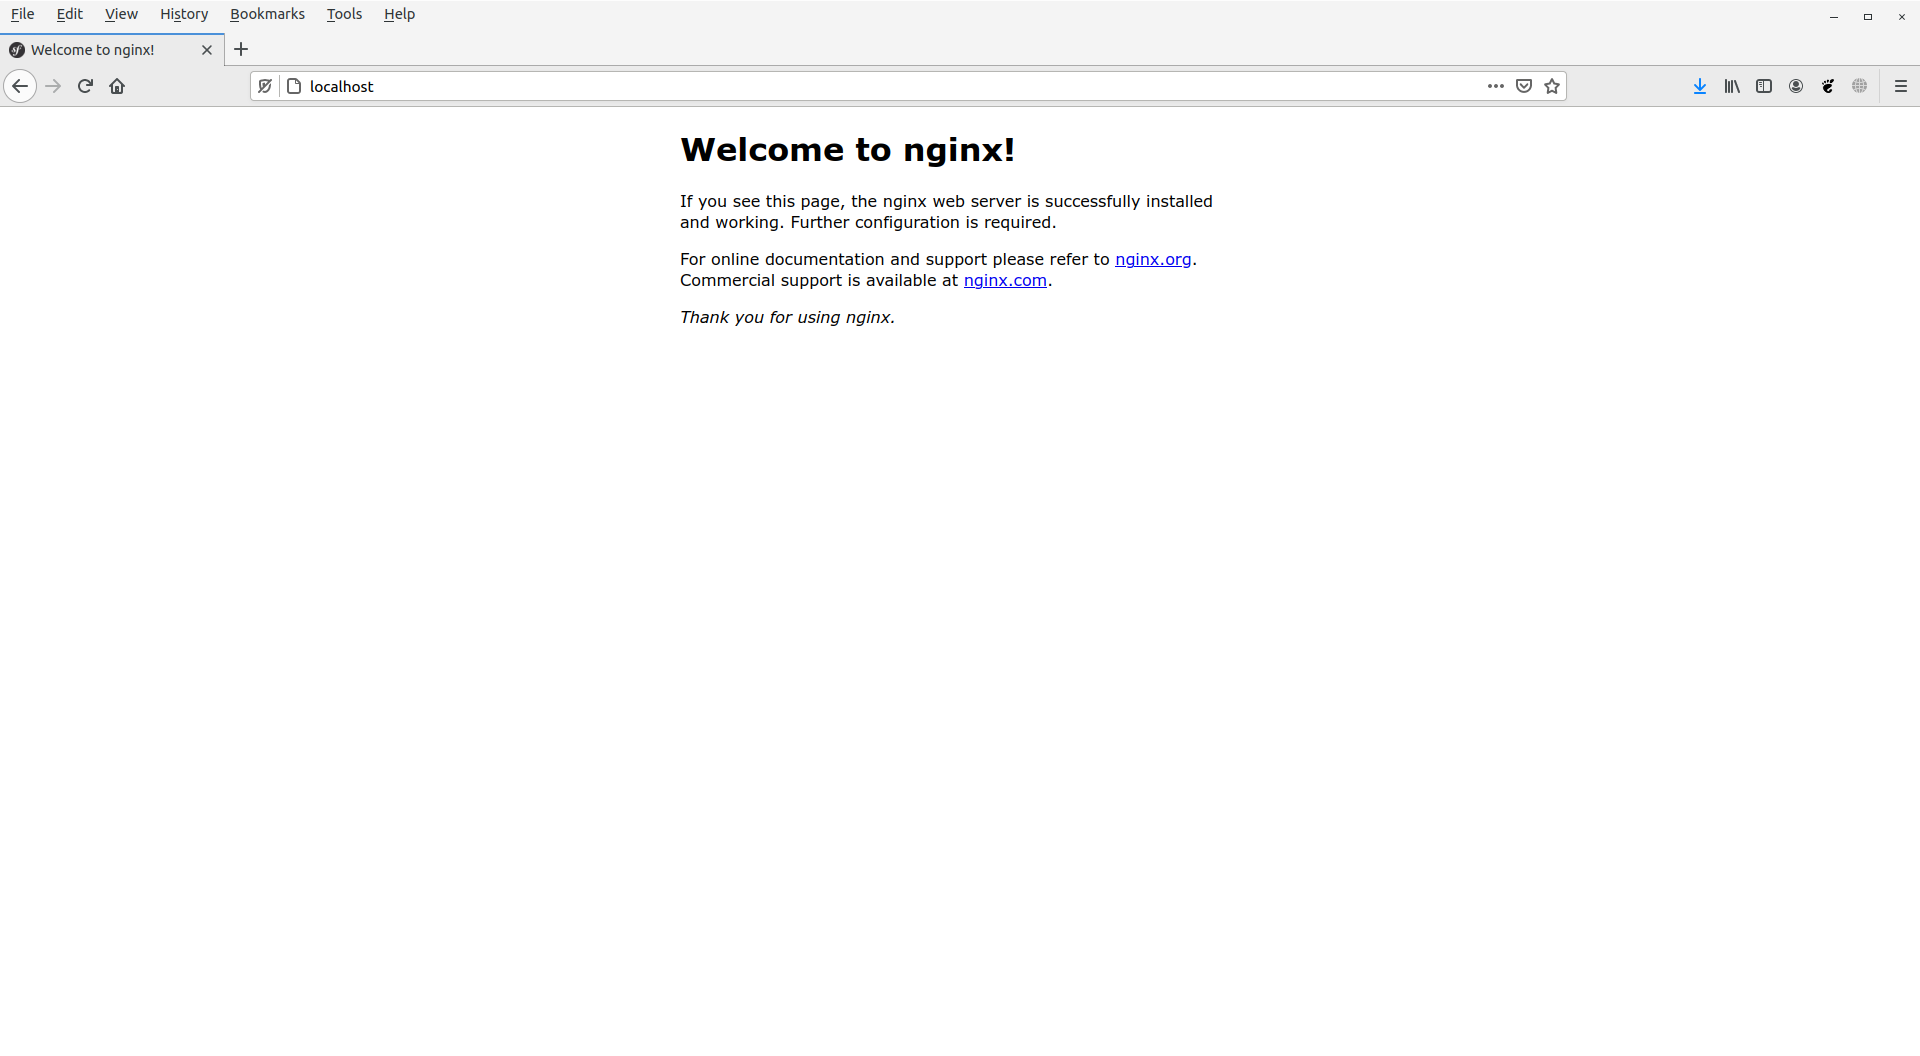 File Edit View History Bookmarks Tools Help
Welcome to nginx!
localhost
Welcome to nginx!
If you see this page, the nginx web server is successfully installed
and working. Further configuration is required.
For online documentation and support please refer to nginx.org.
Commercial support is available at nginx.com.
Thank you for using nginx.